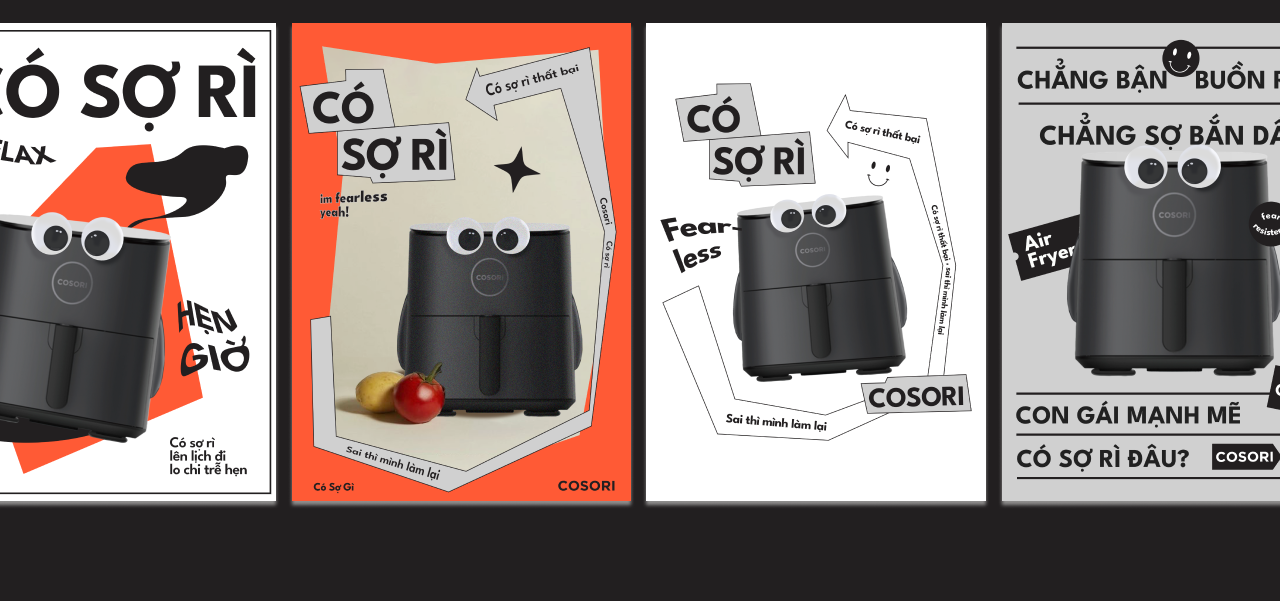 CÓ SỢ RÌ
HẸN
GIỜ
COSORI
Có sợ rì
lên lịch đi
lo chi trễ hẹn
CÓ
SỢ RÌ
Có sợ rì thất bại
im fearless
yeah!
Cosori
Có sợ rì
COSORI
Sai thì mình làm lại
Có Sợ Gì
COSORI
CÓ
SỢ RÌ
Có sợ rì thất bại
Fear-
less
COSORI
Có sợ rì thất bại • sai thì mình làm lại
COSORI
Sai thì mình làm lại
CHẲNG BẬN BUỒN
CHẲNG SỢ BẮN
COSORI
Air
Fryer
CON GÁI MẠNH MẼ
CÓ SỢ RÌ ĐÂU?
COSORI